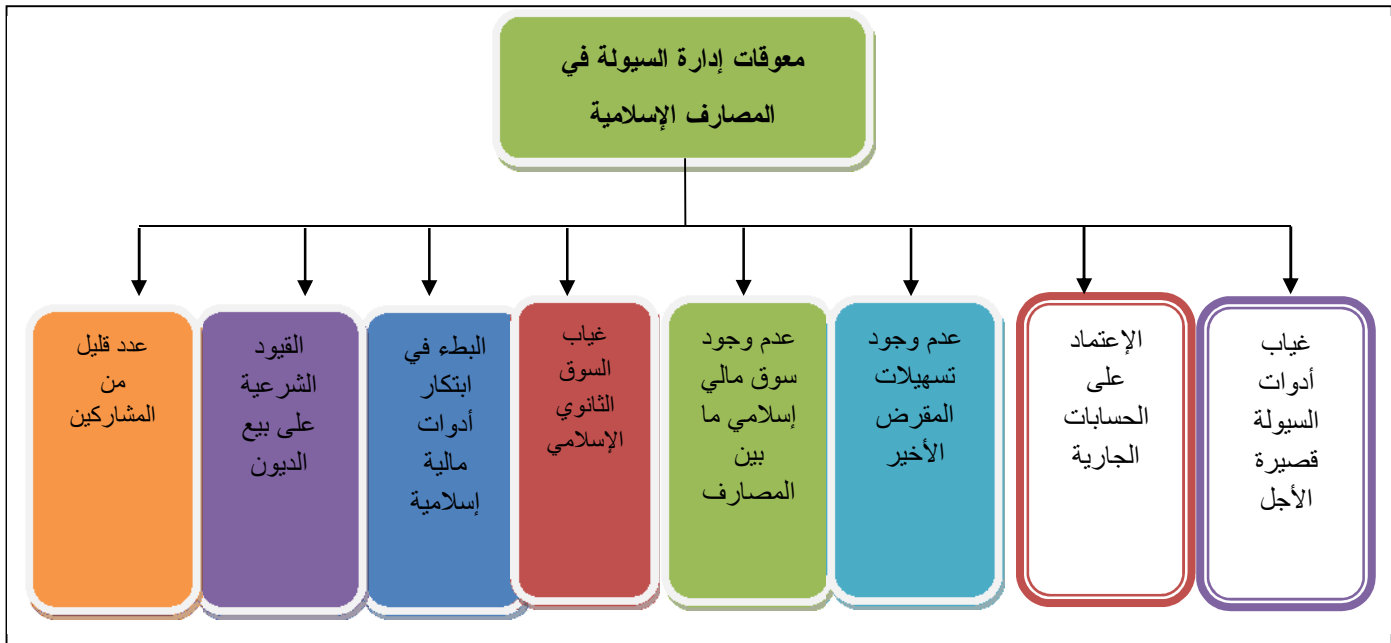 معوقات إدارة السيولة في
المصارف الإسلامية
غياب
أدوات
السيولة
قصيرة
الأجل
الإعتماد
على
الحسابات
الجارية
عدم وجود
تسهيلات
المقرض
الأخير
عدم وجود
سوق مالي
إسلامي ما
بين
المصارف
غياب
السوق
الثانوي
الإسلامي
البطء في
ابتكار
أدوات
مالية
إسلامية
القيود
الشرعية
على بيع
الديون
عدد قليل
من
المشاركين